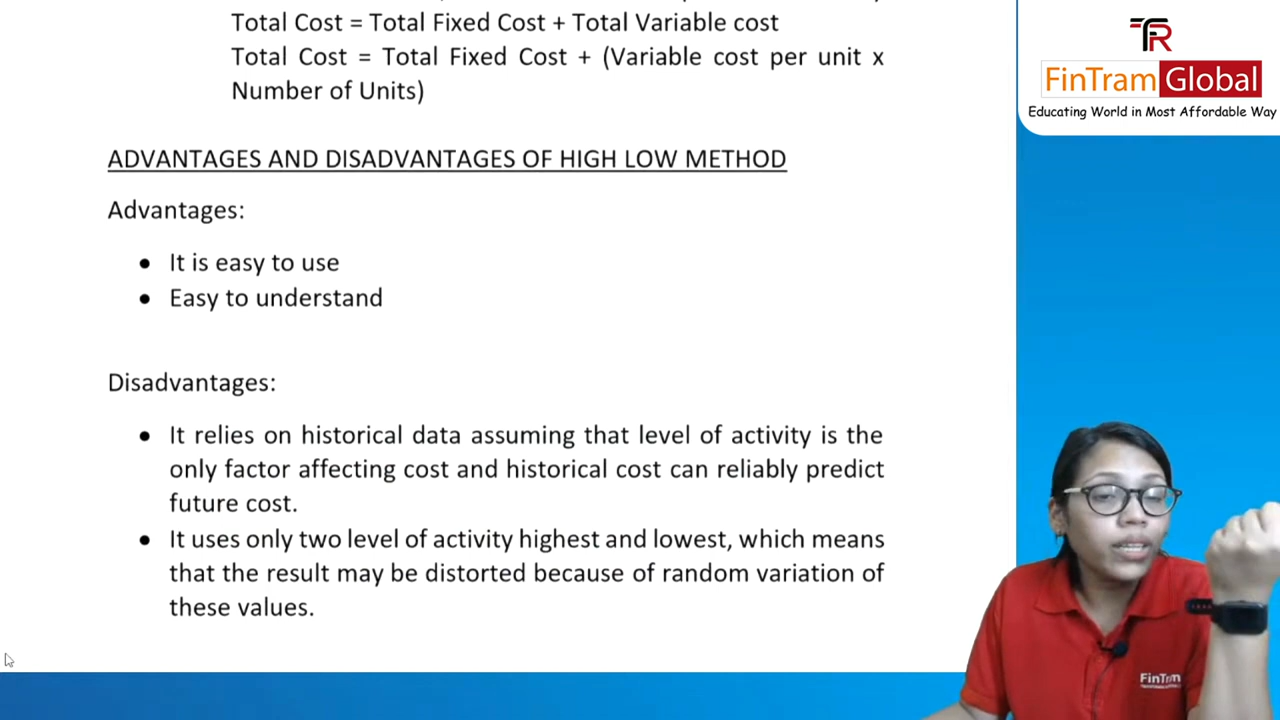 Total Cost = Total Fixed Cost + Total Variable cost
Total Cost = Total Fixed Cost + (Variable cost per unit x
Number of Units)
ADVANTAGES AND DISADVANTAGES OF HIGH LOW METHOD
Advantages:
• It is easy to use
• Easy to understand
Disadvantages:
• It relies on historical data assuming that level of activity is the
only factor affecting cost and historical cost can reliably predict
future cost.
• It uses only two level of activity highest and lowest, which means
that the result may be distorted because of random variation of
these values.
FinTram Global
Educating World in Most Affordable Way
FinTram